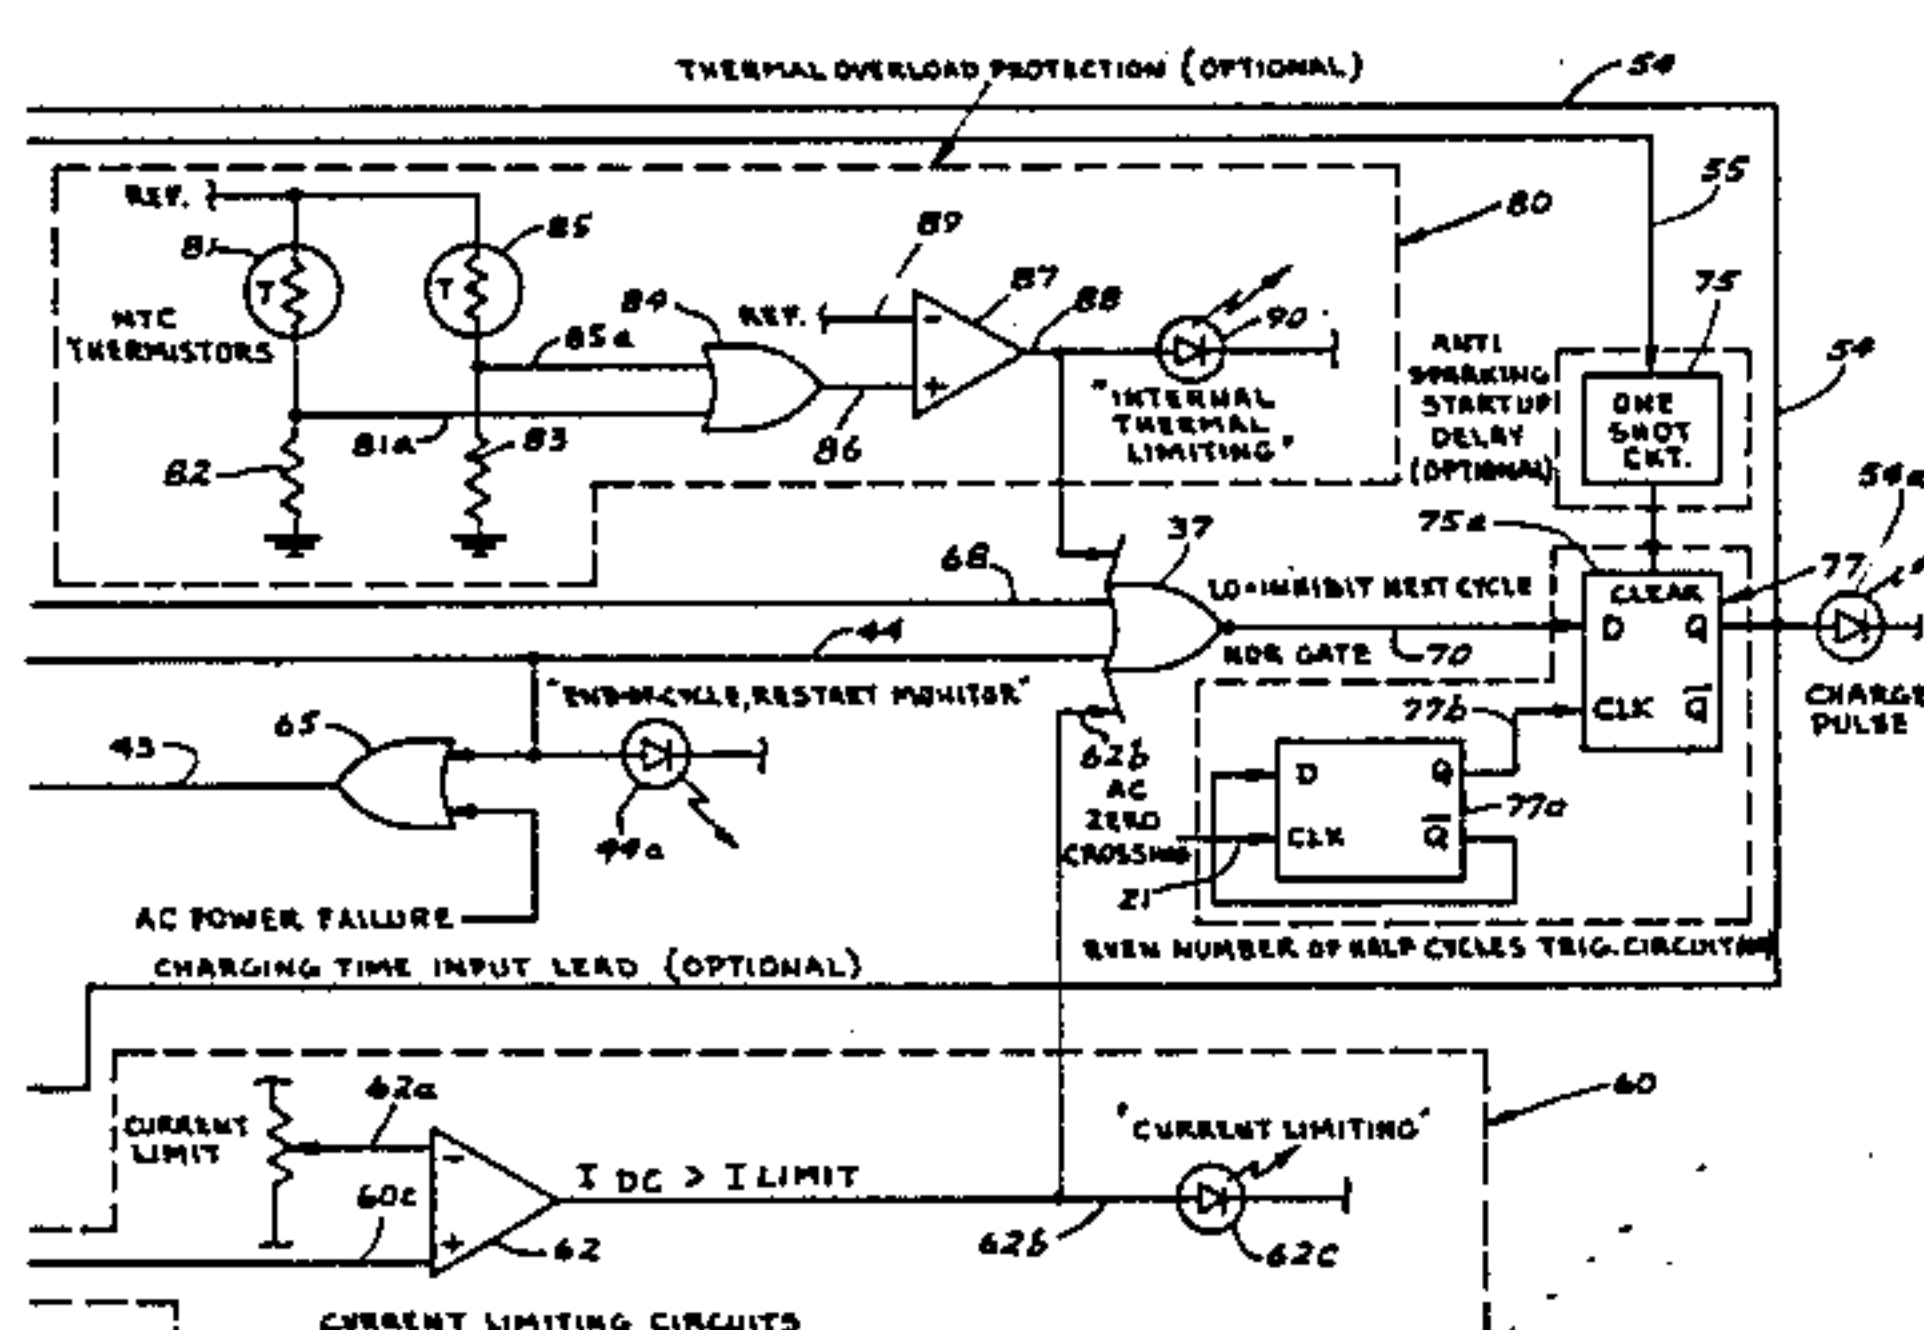 THERMAL OVERLOAD PROTECTION (OPTIONAL)
54
55
REF.
80
81
85
89
T
T
84
REF.
87
88
90
75
NTC
THERMISTORS
85a
-
+
ANTI
SPARKING
STARTUP
DELAY
(OPTIONAL)
ONE
SHOT
CKT.
54
"INTERNAL
THERMAL
LIMITING"
81a
83
86
82
54a
75a
37
68
LO = INHIBIT NEXT CYCLE
CLEAR
77
D
Q
44
NOR GATE
70
"END-OF-CYCLE, RESTART MONITOR"
CHARGE
PULSE
77b
CLK
Q
65
43
62b
AC
ZERO
CROSSING
D
Q
77a
CLK
Q
44a
21
AC POWER FAILURE
EVEN NUMBER OF HALF CYCLES TRIG. CIRCUITRY
CHARGING TIME INPUT LEAD (OPTIONAL)
62a
60
CURRENT
LIMIT
"CURRENT LIMITING"
-
I DC > I LIMIT
60c
+
62
62b
62c
CURRENT LIMITING CIRCUITS